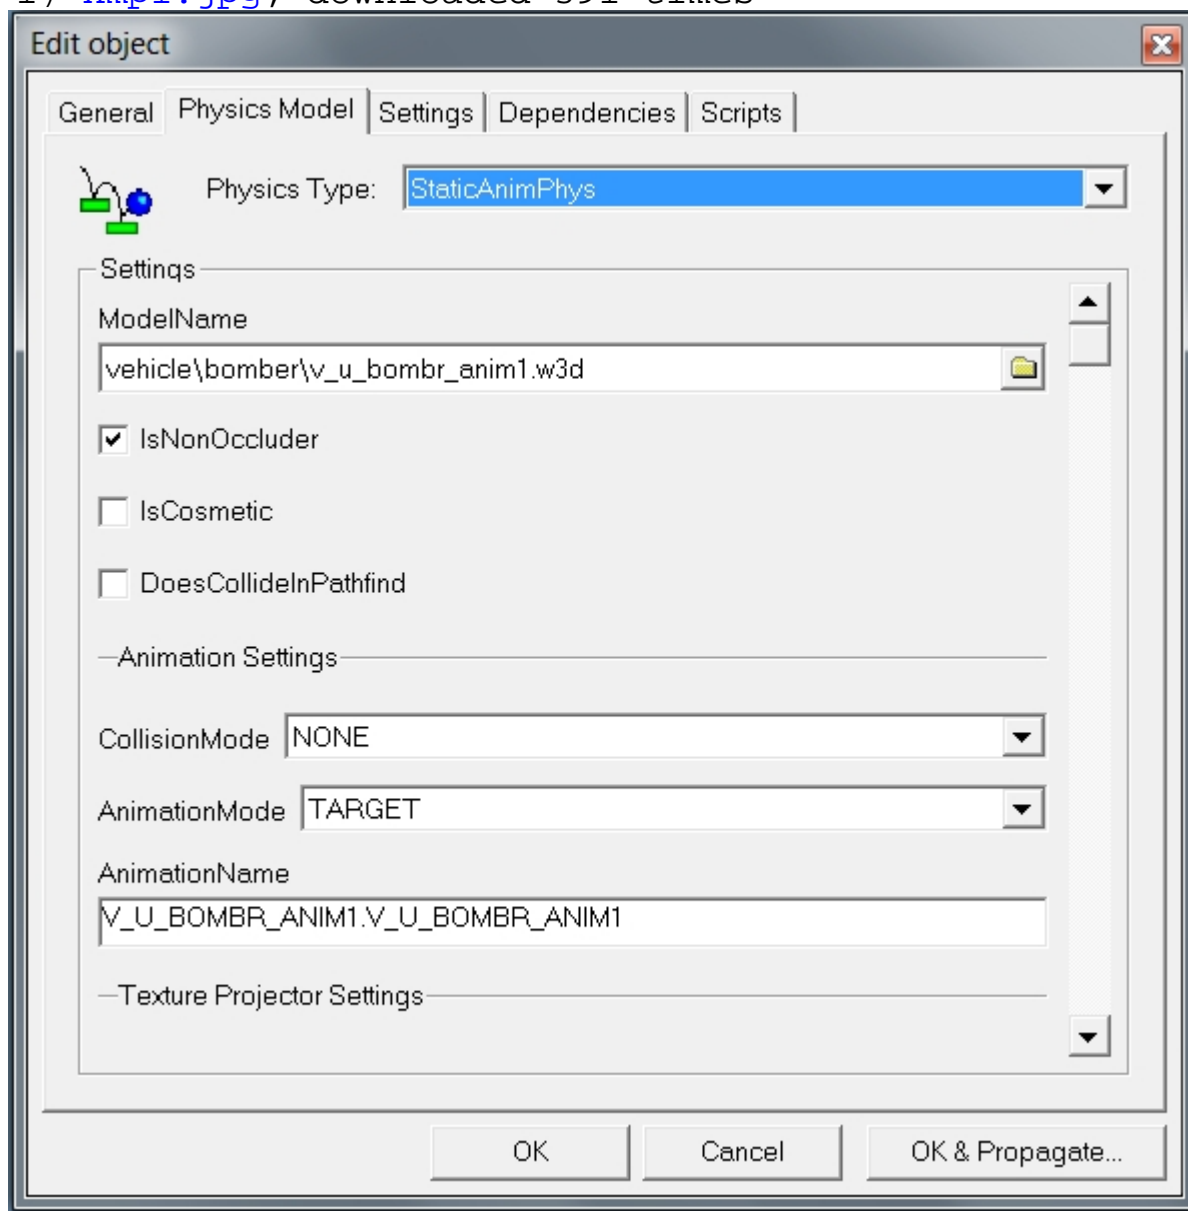 Edit object
General Physics Model Settings Dependencies Scripts
Physics Type: StaticAnimPhys
Settings
ModelName
vehicle\bomber\v_u_bombr_anim1.w3d
IsNonOccluder
IsCosmetic
DoesCollideInPathfind
Animation Settings
CollisionMode NONE
AnimationMode TARGET
AnimationName
V_U_BOMBR_ANIM1.V_U_BOMBR_ANIM1
Texture Projector Settings
OK Cancel OK & Propagate...